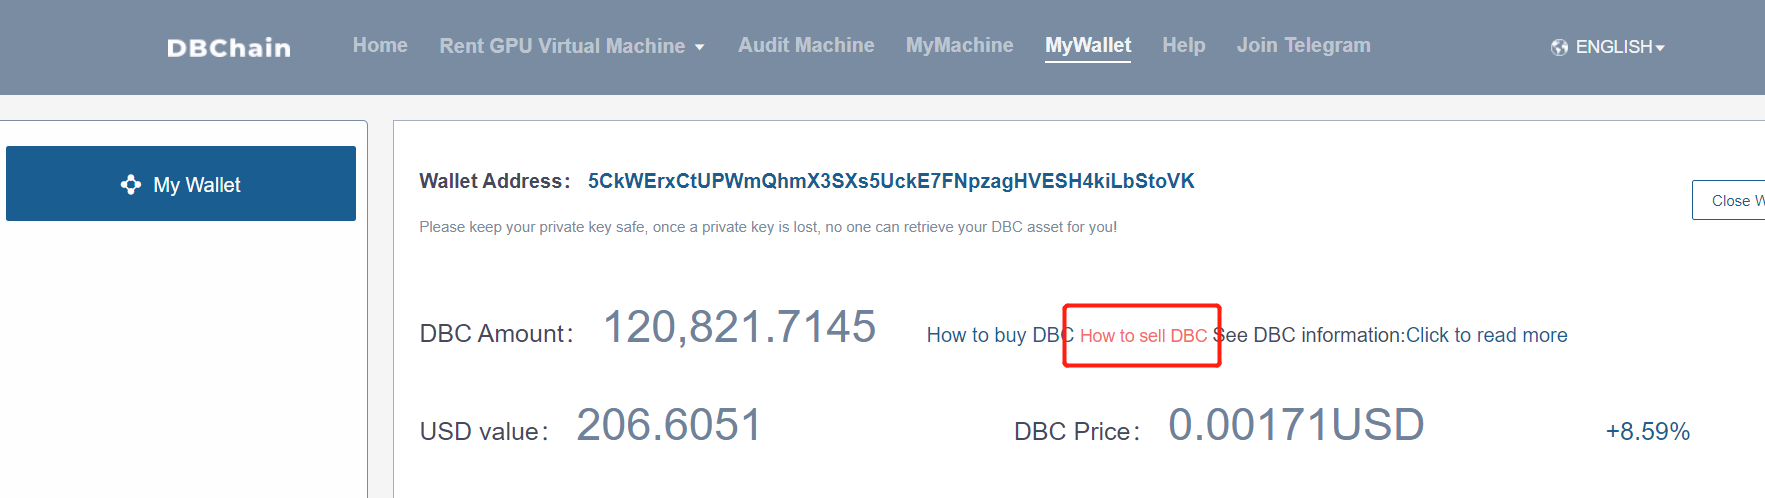 DBChain Home Rent GPU Virtual Machine Audit Machine MyMachine MyWallet Help Join Telegram ENGLISH
My Wallet
Wallet Address： 5CkWErxCtUPWmQhmX3SXs5UckE7FNpzagHVESH4kiLbStoVK
Close W
Please keep your private key safe, once a private key is lost, no one can retrieve your DBC asset for you!
DBC Amount： 120,821.7145 How to buy DBC How to sell DBC See DBC information:Click to read more
USD value： 206.6051 DBC Price： 0.00171USD +8.59%